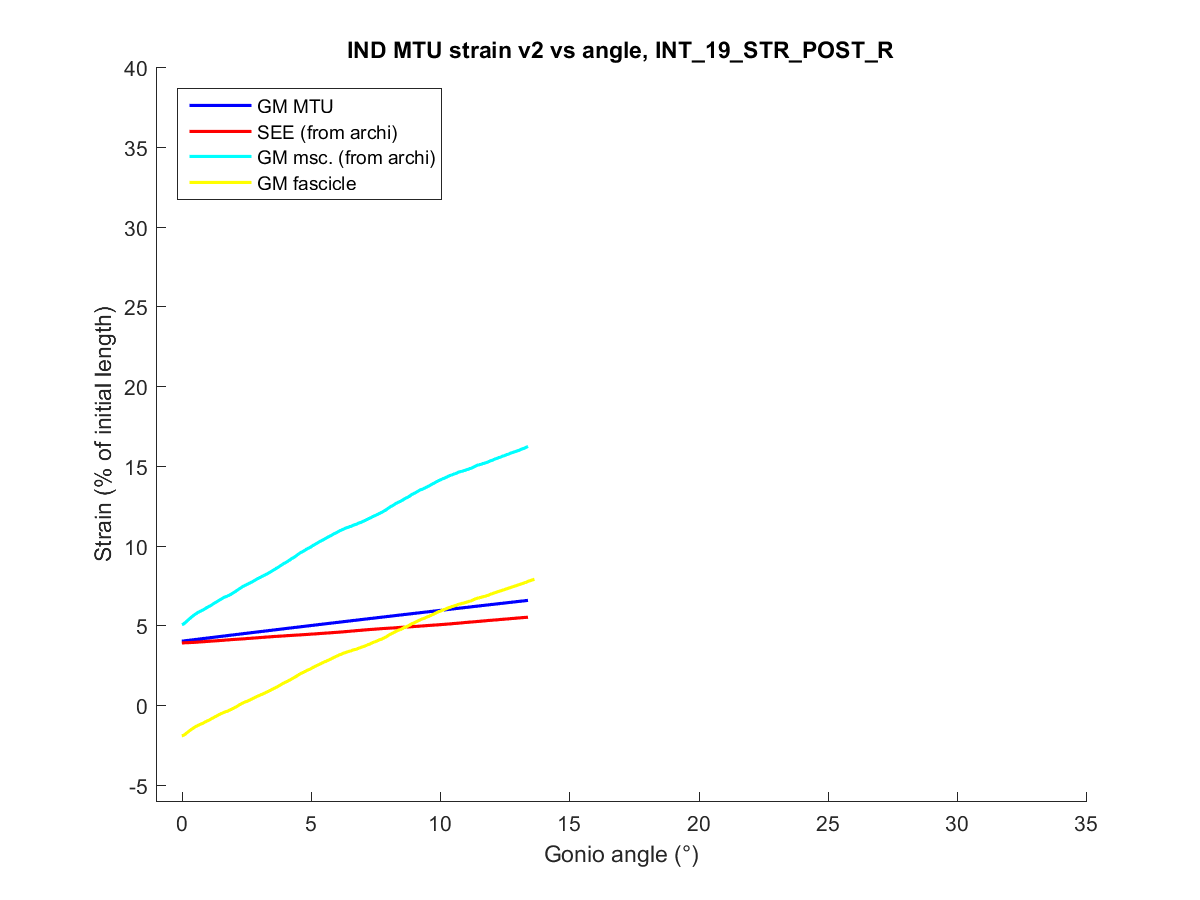 IND MTU strain v2 vs angle, INT_19_STR_POST_R
40
35
30
25
20
15
10
5
0
-5
Strain (% of initial length)
GM MTU
SEE (from archi)
GM msc. (from archi)
GM fascicle
0 5 10 15 20 25 30 35
Gonio angle (°)